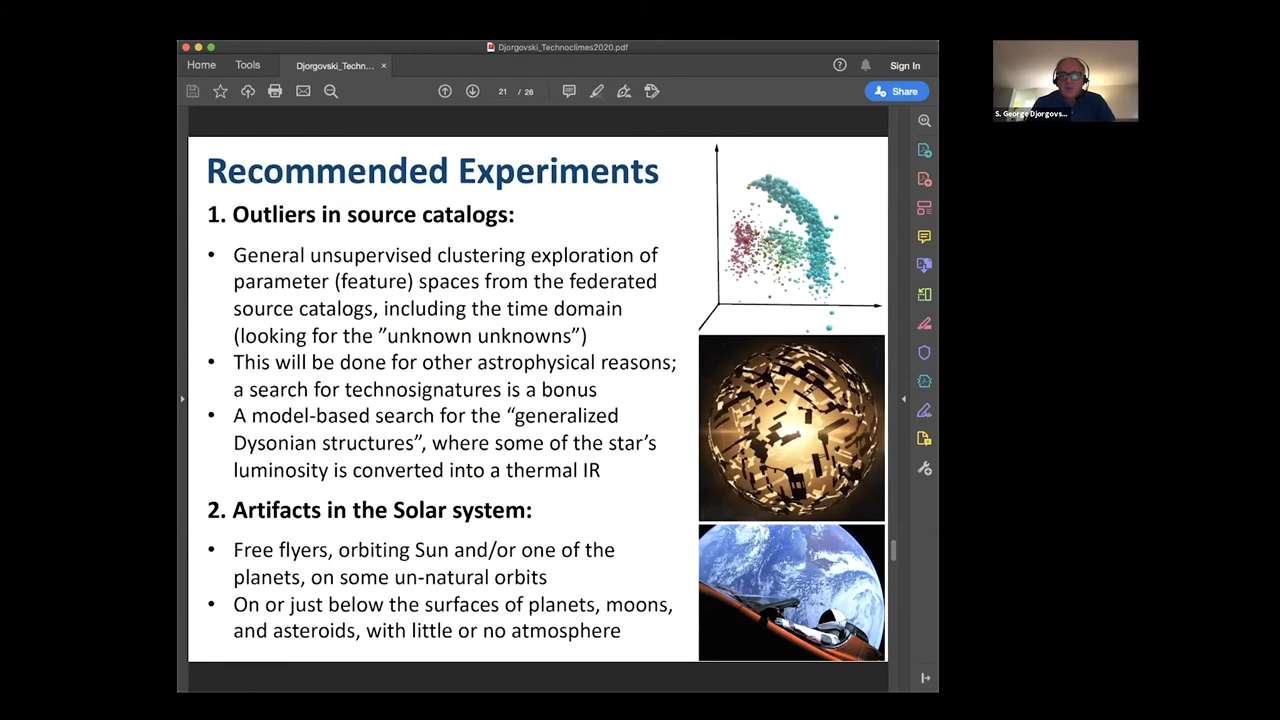 Djorgovski_Technoclimes2020.pdf
Home
Tools
Djorgovski_Techn...
Sign In
21 / 26
Share
S. George Djorgovs...
Recommended Experiments
1. Outliers in source catalogs:
• General unsupervised clustering exploration of
parameter (feature) spaces from the federated
source catalogs, including the time domain
(looking for the ”unknown unknowns”)
• This will be done for other astrophysical reasons;
a search for technosignatures is a bonus
• A model-based search for the “generalized
Dysonian structures”, where some of the star’s
luminosity is converted into a thermal IR
2. Artifacts in the Solar system:
• Free flyers, orbiting Sun and/or one of the
planets, on some un-natural orbits
• On or just below the surfaces of planets, moons,
and asteroids, with little or no atmosphere